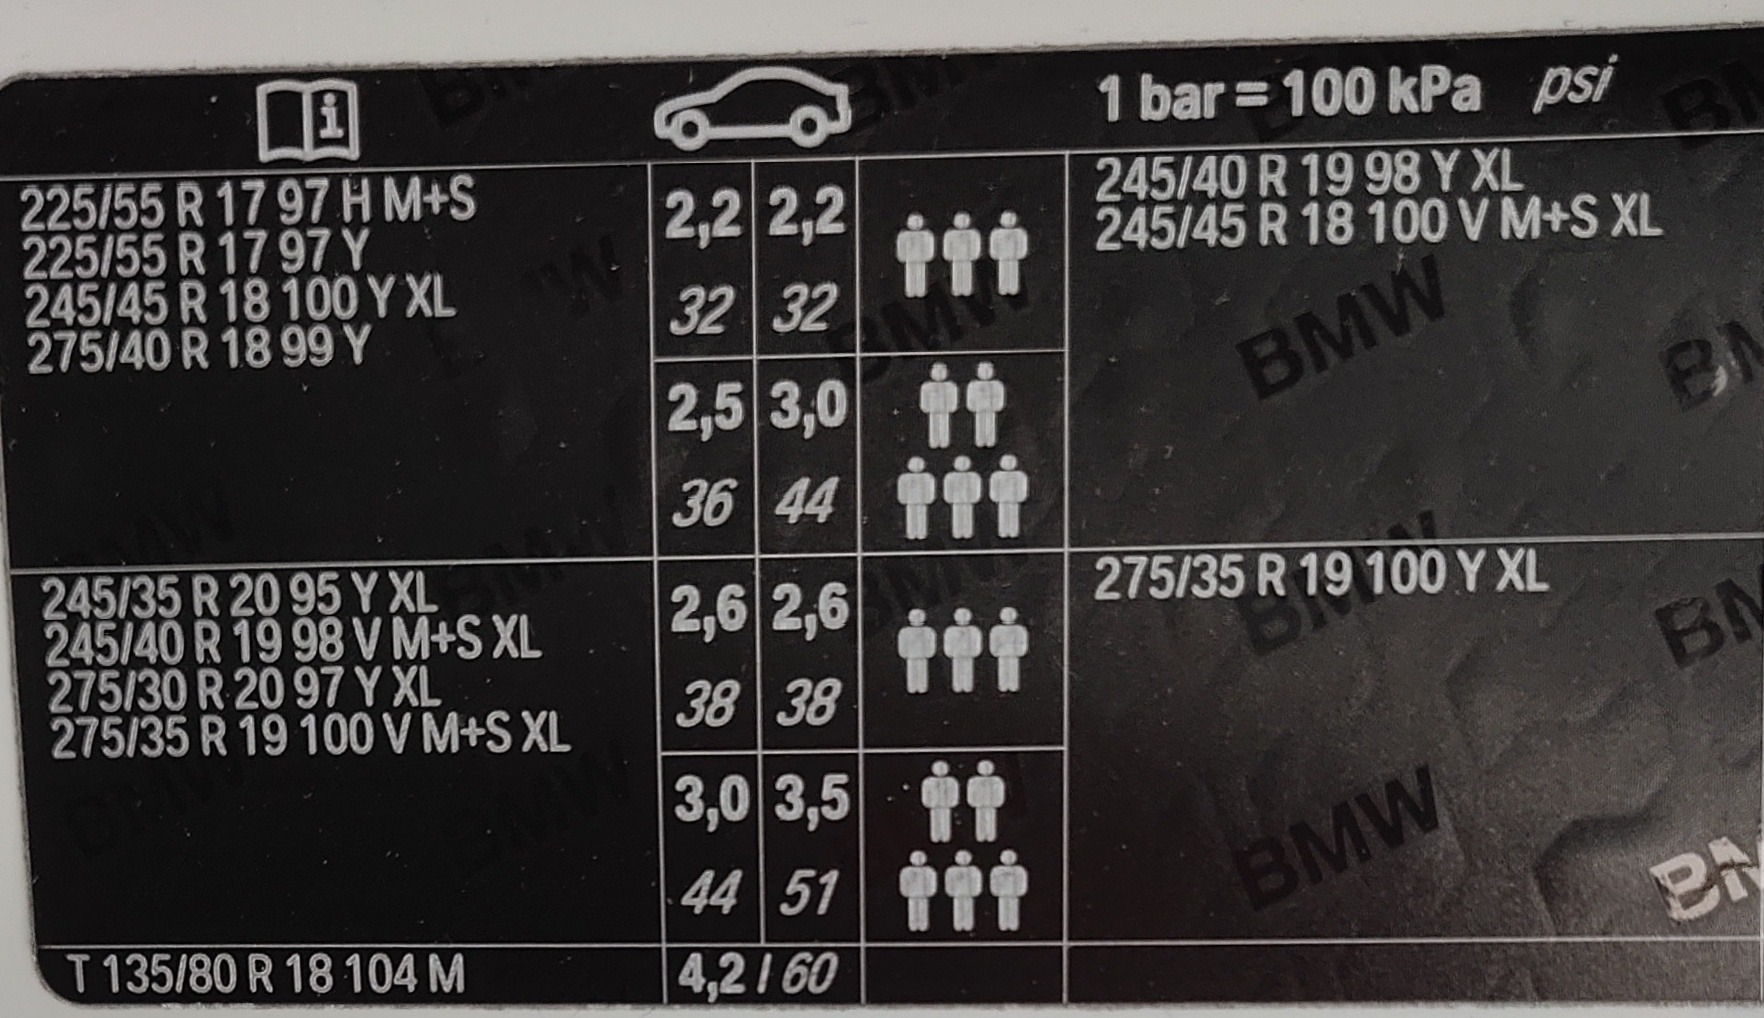 1 bar = 100 kPa psi
225/55 R 17 97 H M+S
225/55 R 17 97 Y
245/45 R 18 100 Y XL
275/40 R 18 99 Y
2,2 2,2
32 32
2,5 3,0
36 44
245/40 R 19 98 Y XL
245/45 R 18 100 V M+S XL
245/35 R 20 95 Y XL
245/40 R 19 98 V M+S XL
275/30 R 20 97 Y XL
275/35 R 19 100 V M+S XL
2,6 2,6
38 38
3,0 3,5
44 51
275/35 R 19 100 Y XL
T 135/80 R 18 104 M
4,2 / 60
BMW
BMW
BMW